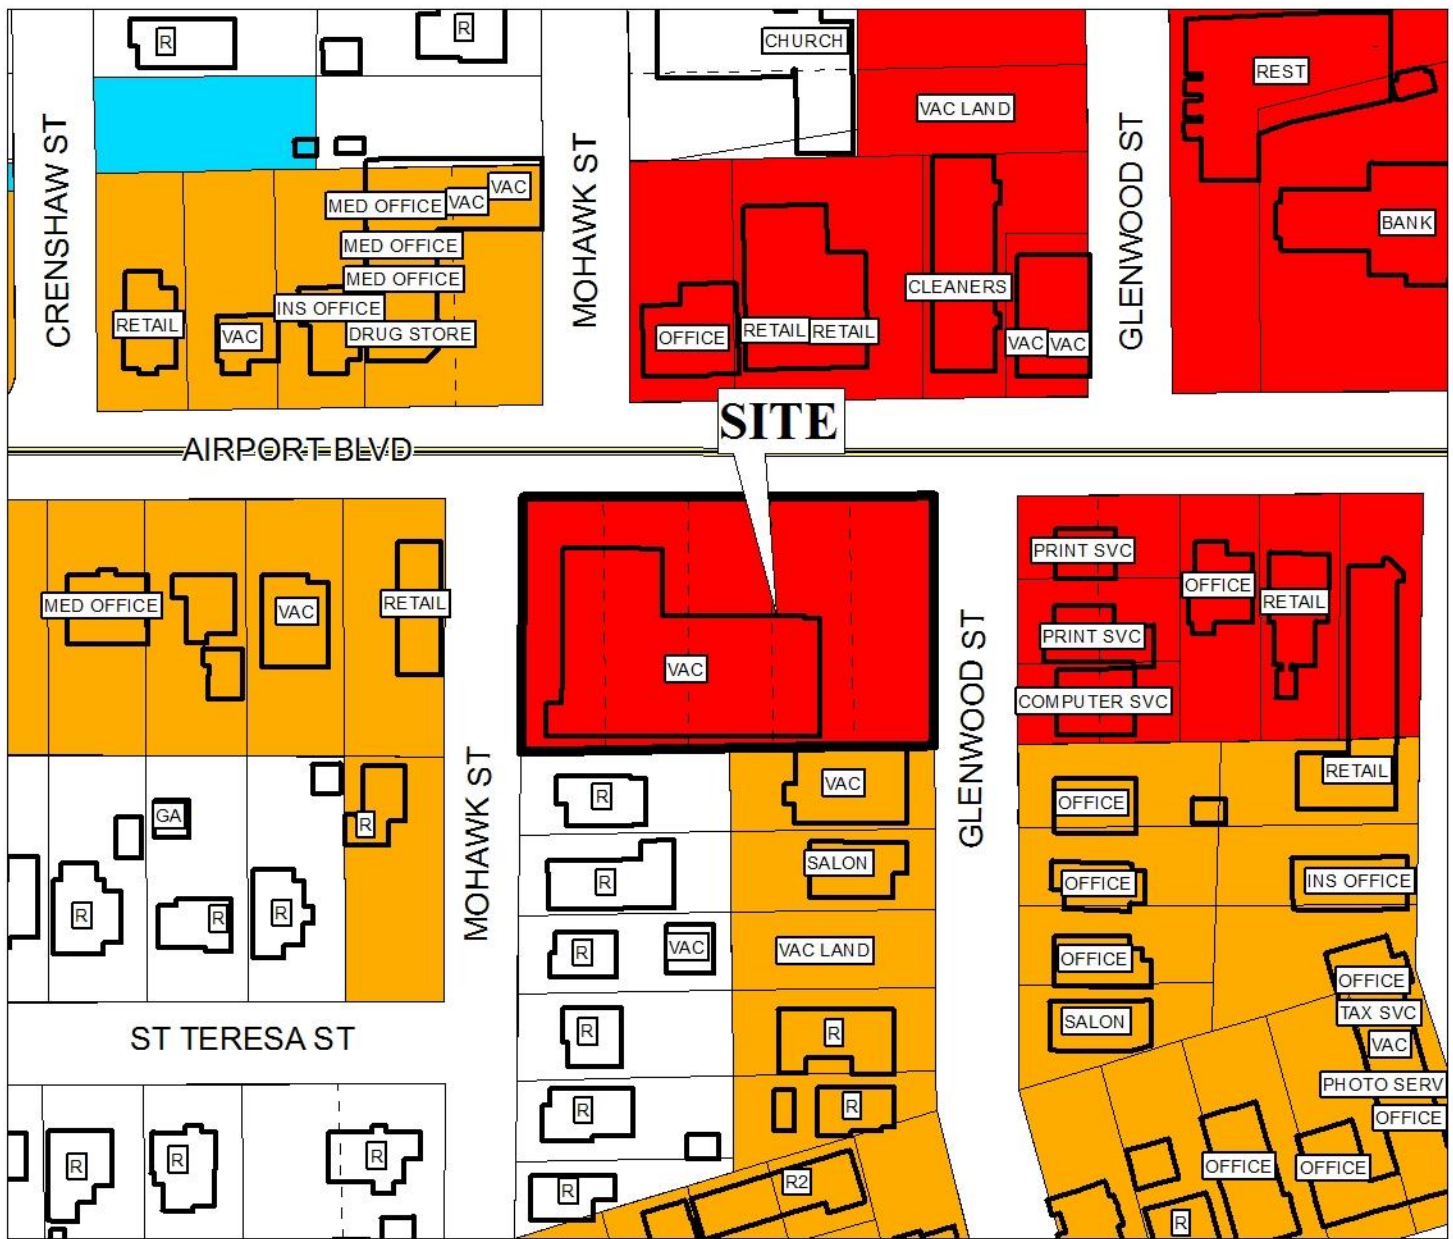 R
R
CHURCH
REST
VAC LAND
CRENSHAW ST
MOHAWK ST
GLENWOOD ST
VAC
MED OFFICE
VAC
BANK
MED OFFICE
MED OFFICE
CLEANERS
INS OFFICE
RETAIL
VAC
DRUG STORE
OFFICE
RETAIL
RETAIL
VAC
VAC
SITE
AIRPORT BLVD
PRINT SVC
MED OFFICE
VAC
RETAIL
OFFICE
RETAIL
PRINT SVC
VAC
COMPUTER SVC
GLENWOOD ST
MOHAWK ST
RETAIL
VAC
R
OFFICE
GA
R
SALON
R
OFFICE
INS OFFICE
R
R
R
R
VAC
VAC LAND
OFFICE
OFFICE
TAX SVC
SALON
ST TERESA ST
R
R
VAC
PHOTO SERV
R
R
OFFICE
R
R
R
R
R2
OFFICE
OFFICE
R